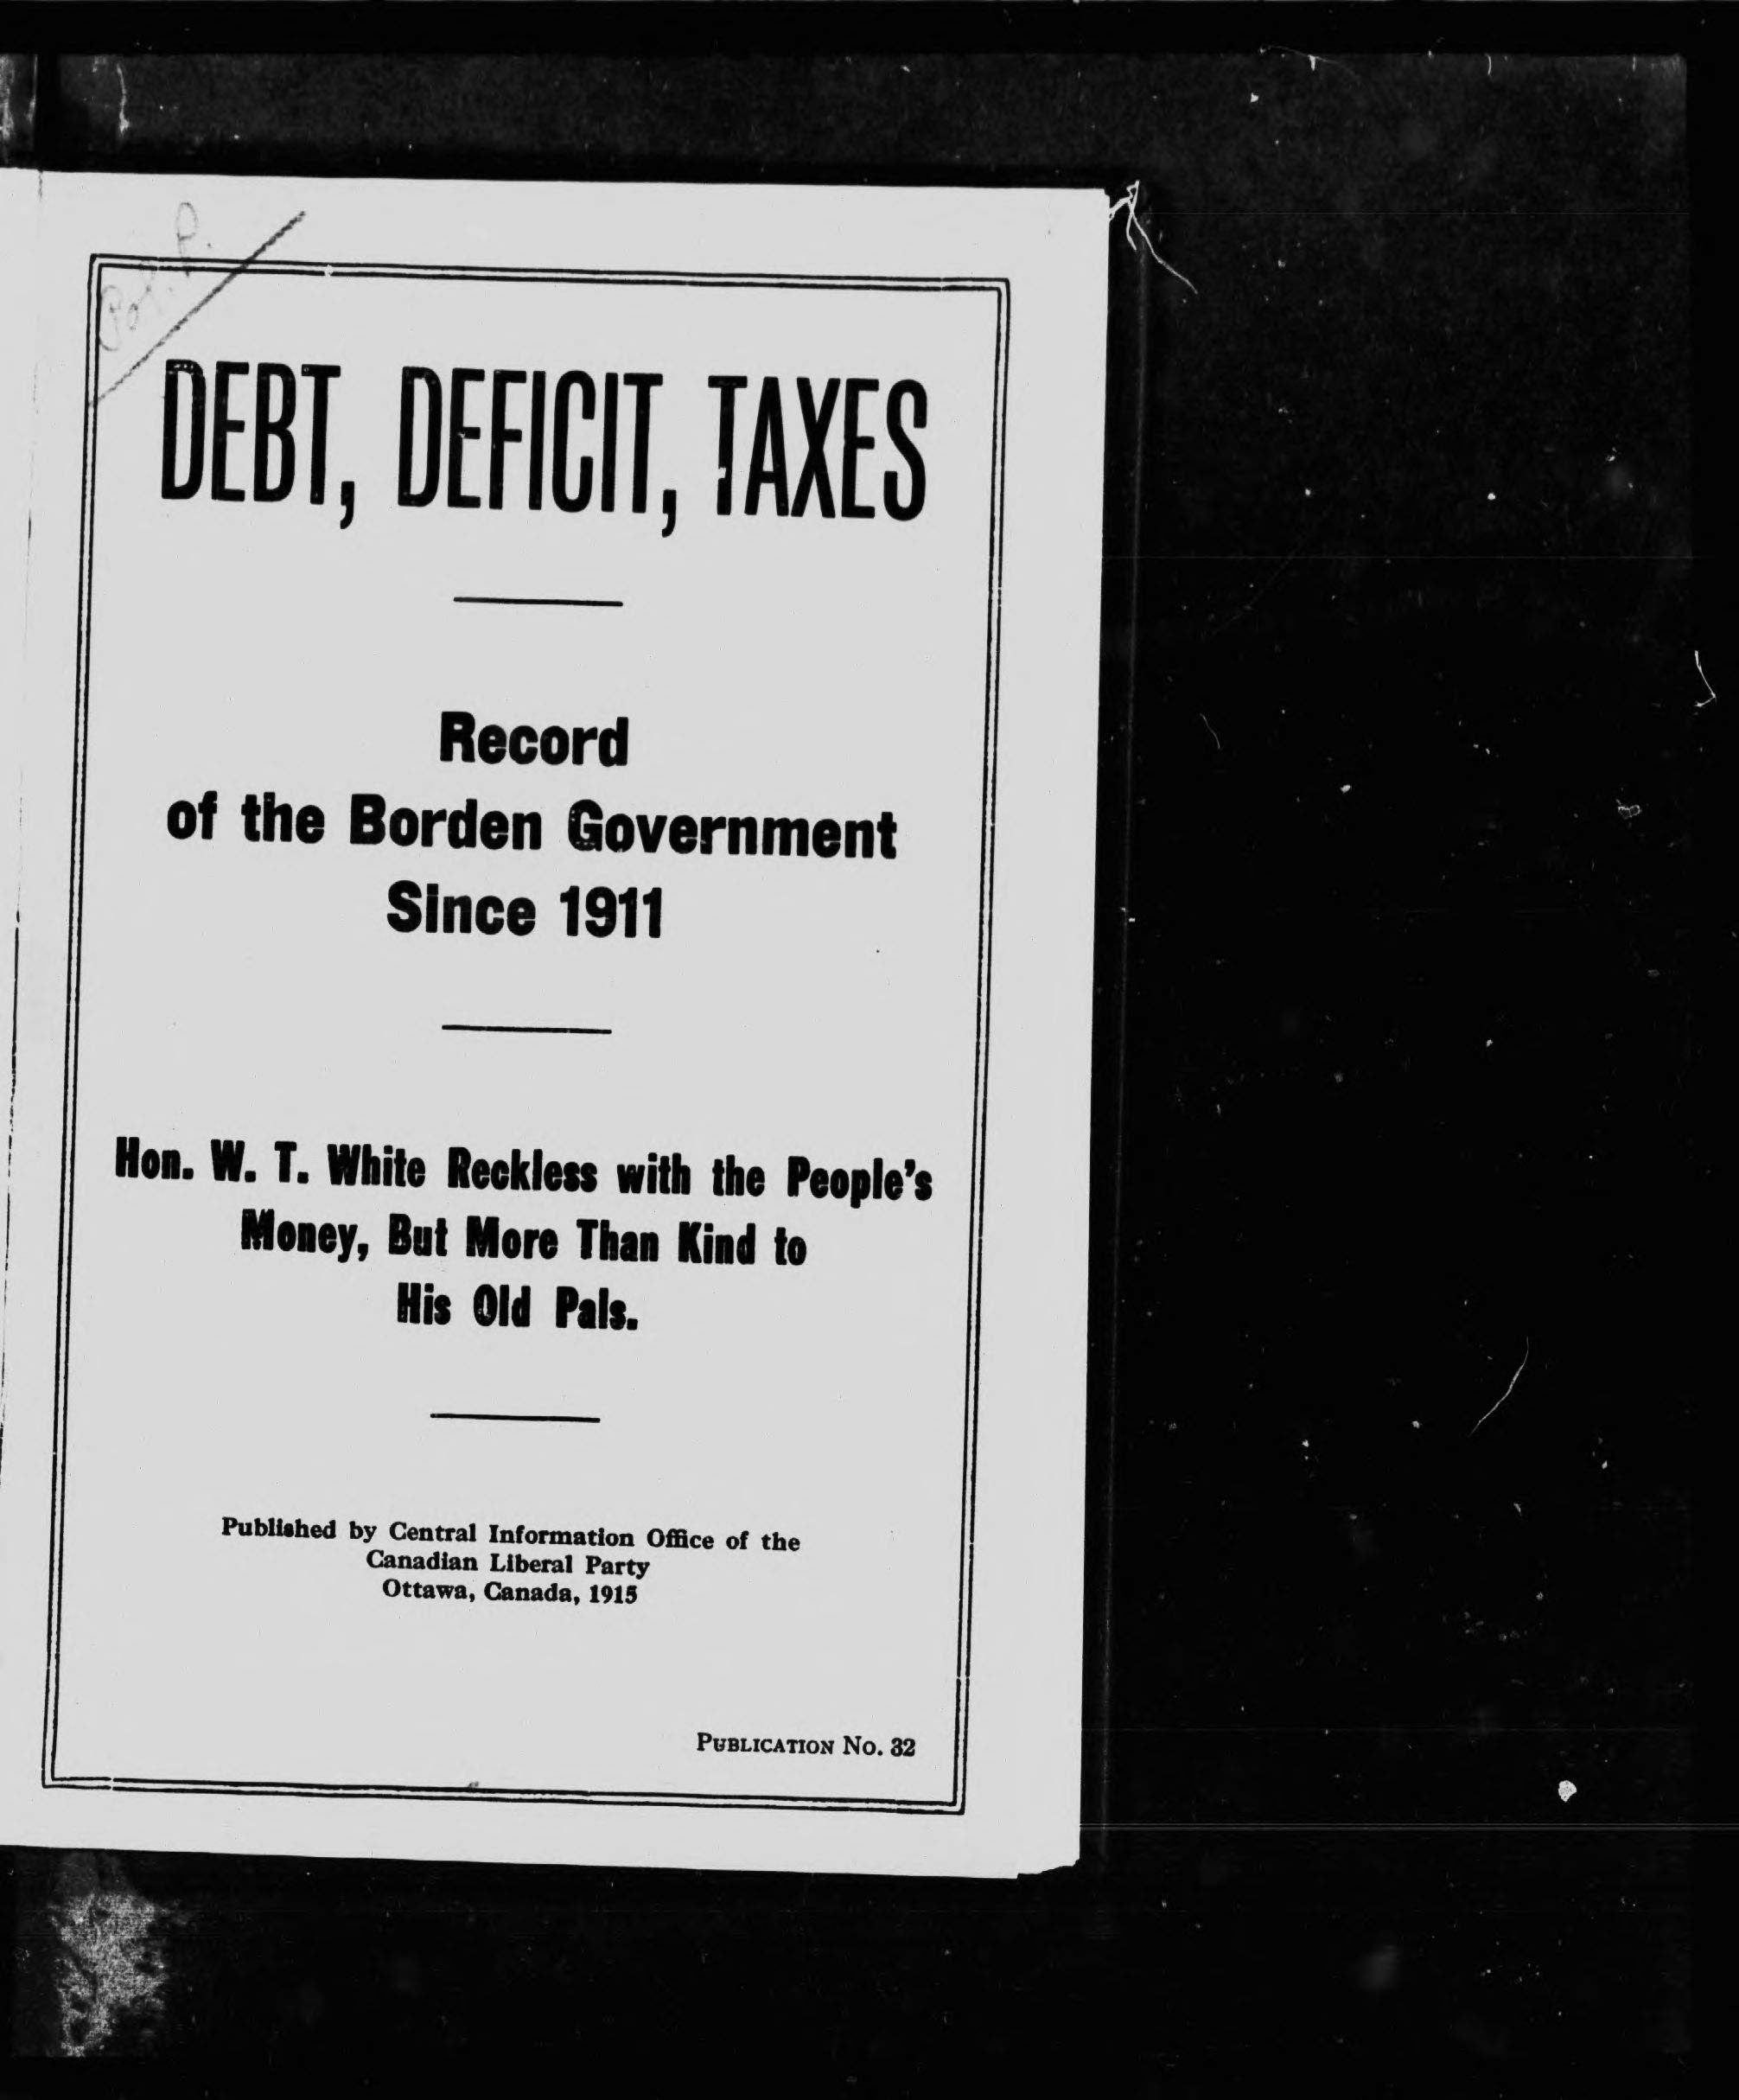 DEBT, DEFICIT, TAXES
Record
of the Borden Government
Since 1911
Hon. W. T. White Reckless with the People's
Money, But More Than Kind to
His Old Pals.
Published by Central Information Office of the
Canadian Liberal Party
Ottawa, Canada, 1915
PUBLICATION NO. 32